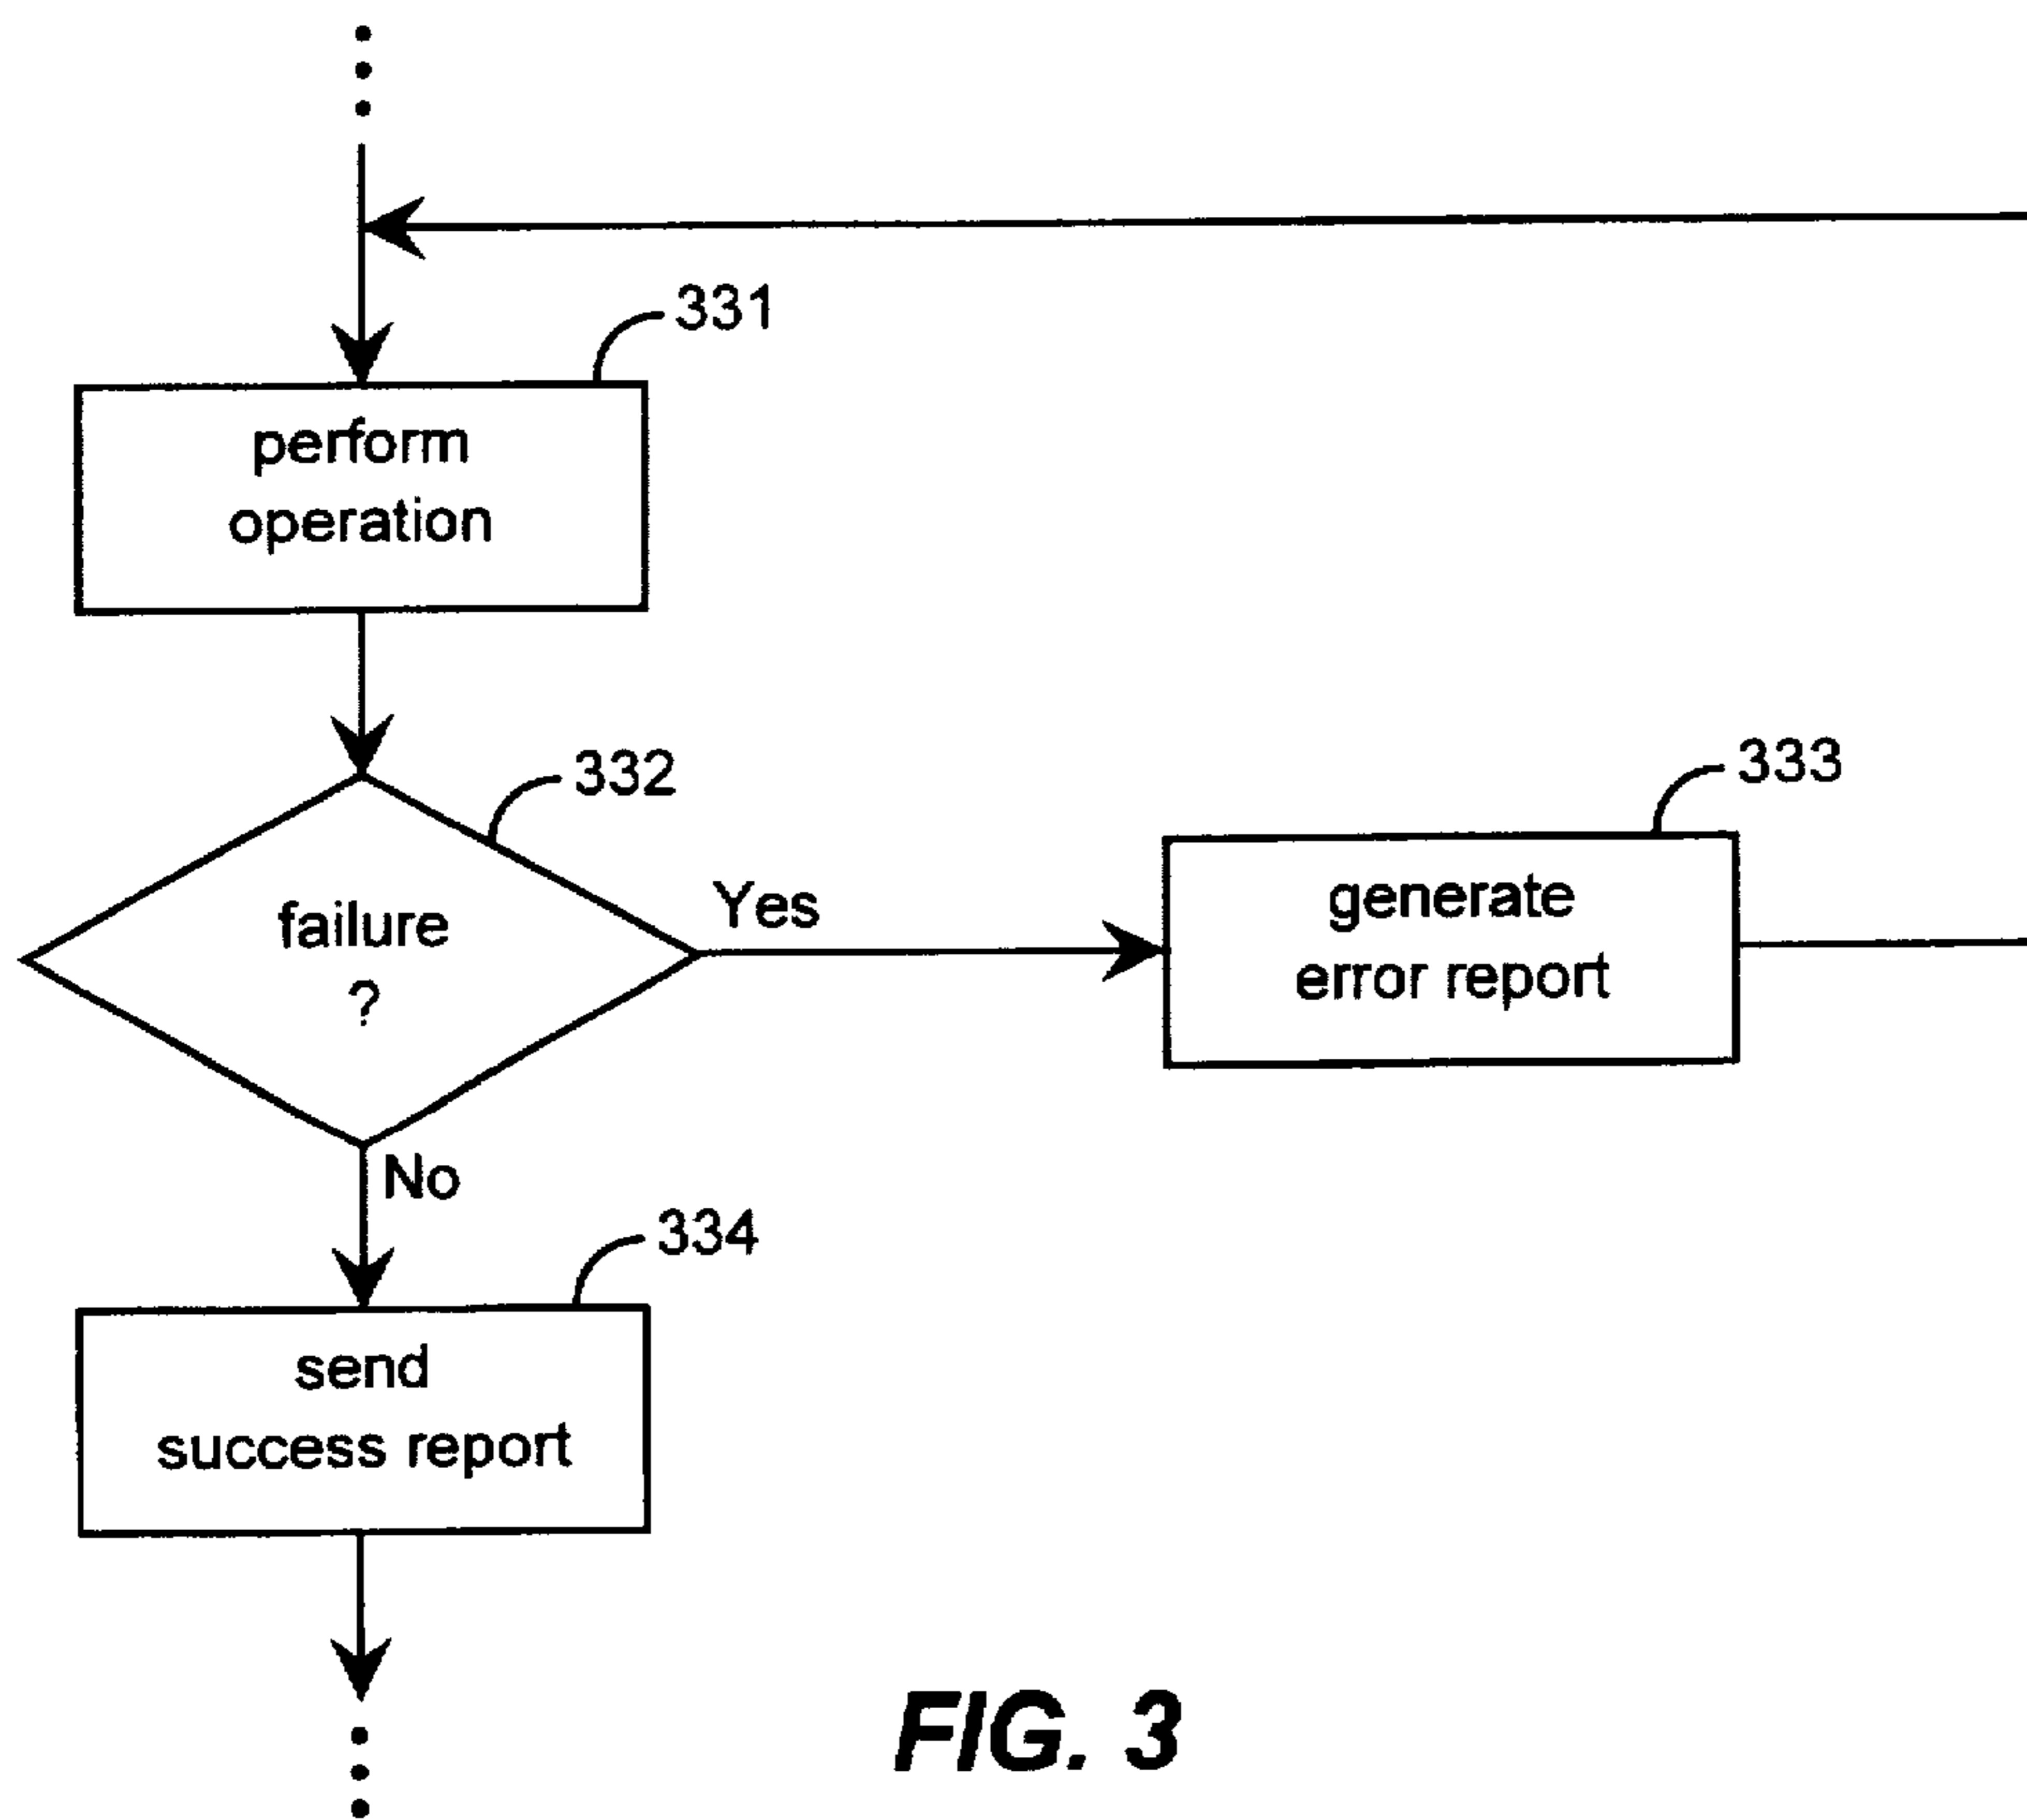 331
perform
operation
332
failure
?
Yes
333
generate
error report
No
334
send
success report
FIG. 3